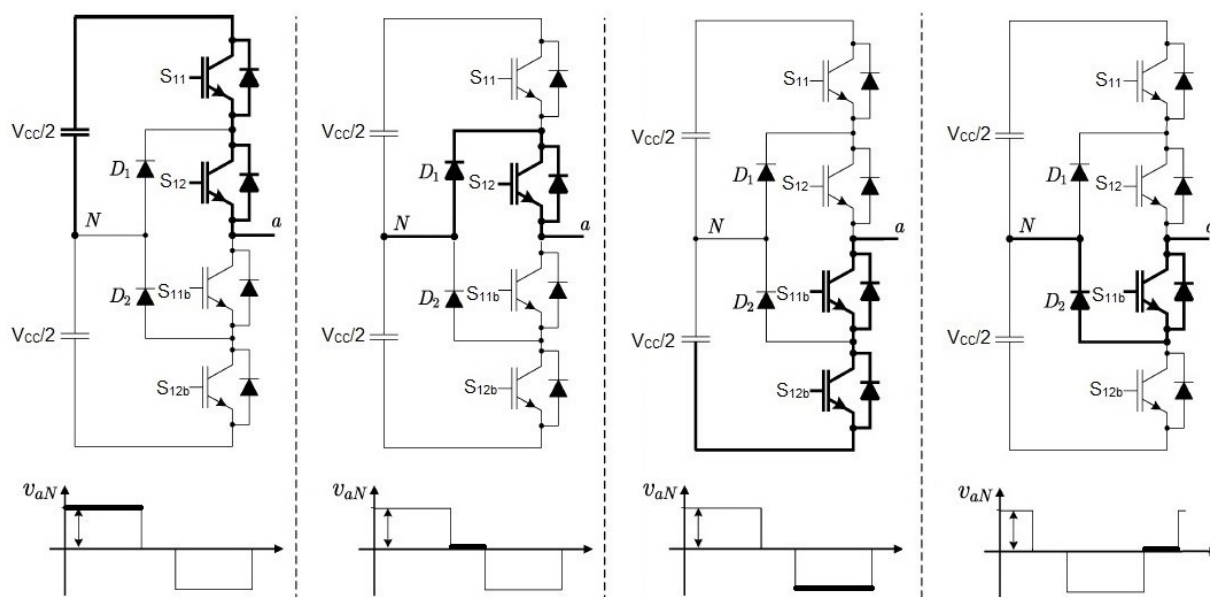 S11
VCC/2
D1
S12
N
a
D2
S11b
VCC/2
S12b
vaN
S11
VCC/2
D1
S12
N
a
D2
S11b
VCC/2
S12b
vaN
S11
VCC/2
D1
S12
N
a
D2
S11b
VCC/2
S12b
vaN
S11
VCC/2
D1
S12
N
a
D2
S11b
VCC/2
S12b
vaN